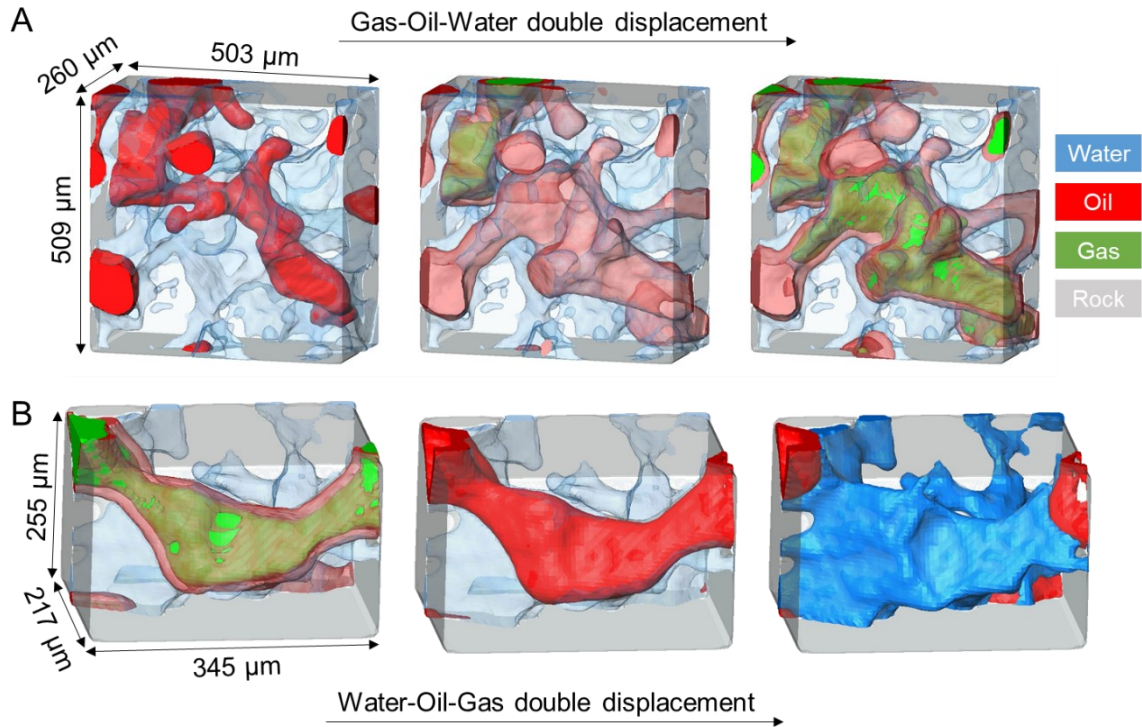 A
Gas-Oil-Water double displacement
260 µm
503 µm
509 µm
Water
Oil
Gas
Rock
B
255 µm
217 µm
345 µm
Water-Oil-Gas double displacement